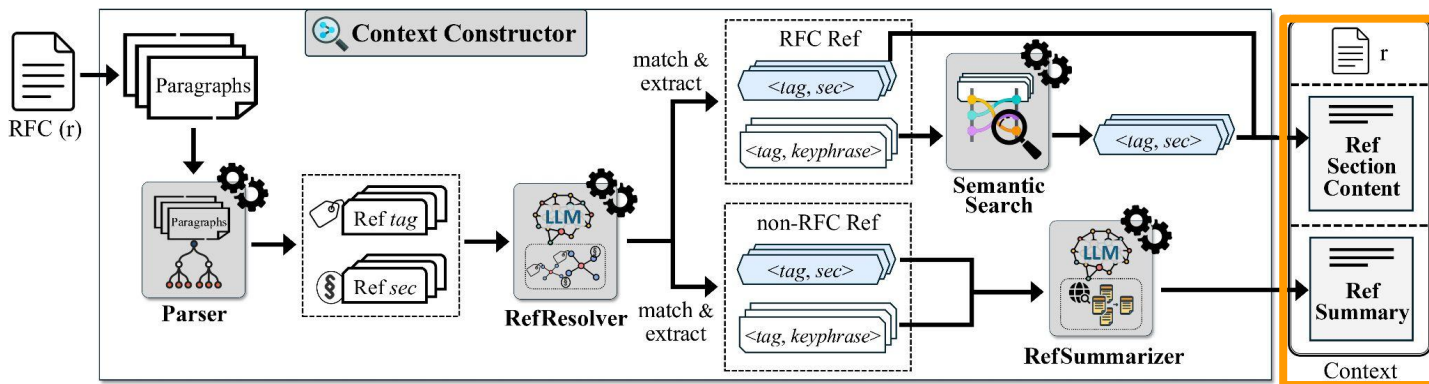 Context Constructor
RFC (r)
Paragraphs
Paragraphs
Parser
Ref tag
§
Ref sec
LLM
§
§
RefResolver
match &
extract
match &
extract
RFC Ref
<tag, sec>
<tag, keyphrase>
Semantic
Search
<tag, sec>
non-RFC Ref
<tag, sec>
<tag, keyphrase>
LLM
RefSummarizer
r
Ref
Section
Content
Ref
Summary
Context